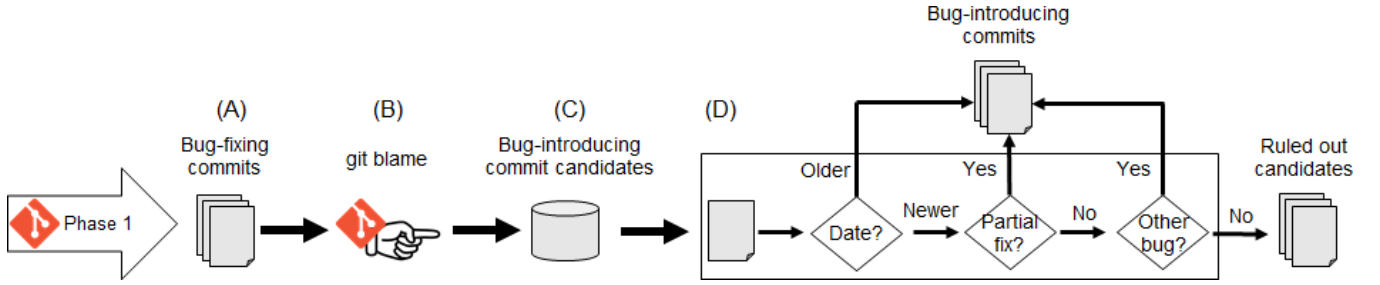 Bug-introducing
commits
(A)
(B)
(C)
(D)
Bug-fixing
commits
git blame
Bug-introducing
commit candidates
Ruled out
candidates
Older
Yes
Yes
Phase 1
Date?
Newer
Partial
fix?
No
Other
bug?
No